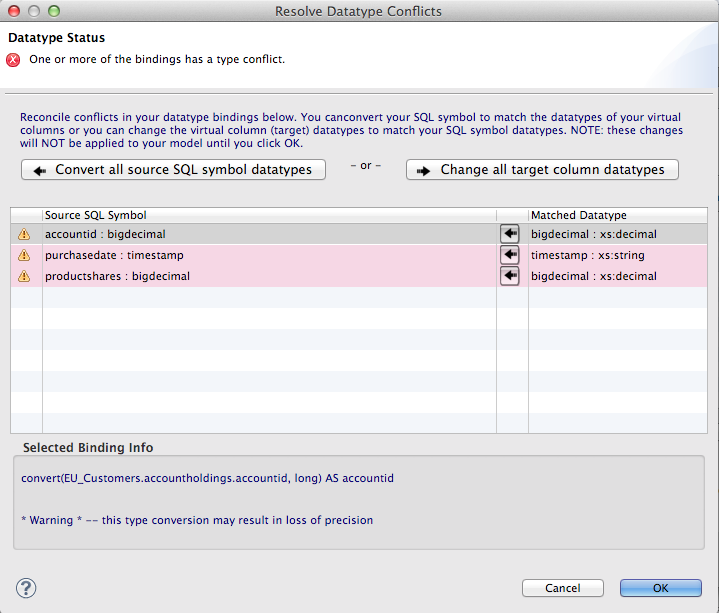 Resolve Datatype Conflicts
Datatype Status
One or more of the bindings has a type conflict.
Reconcile conflicts in your datatype bindings below. You canconvert your SQL symbol to match the datatypes of your virtual
columns or you can change the virtual column (target) datatypes to match your SQL symbol datatypes. NOTE: these changes
will NOT be applied to your model until you click OK.
Convert all source SQL symbol datatypes - or - Change all target column datatypes
Source SQL Symbol Matched Datatype
accountid : bigdecimal bigdecimal : xs:decimal
purchasedate : timestamp timestamp : xs:string
productshares : bigdecimal bigdecimal : xs:decimal
Selected Binding Info
convert(EU_Customers.accountholdings.accountid, long) AS accountid
* Warning * -- this type conversion may result in loss of precision
? Cancel OK